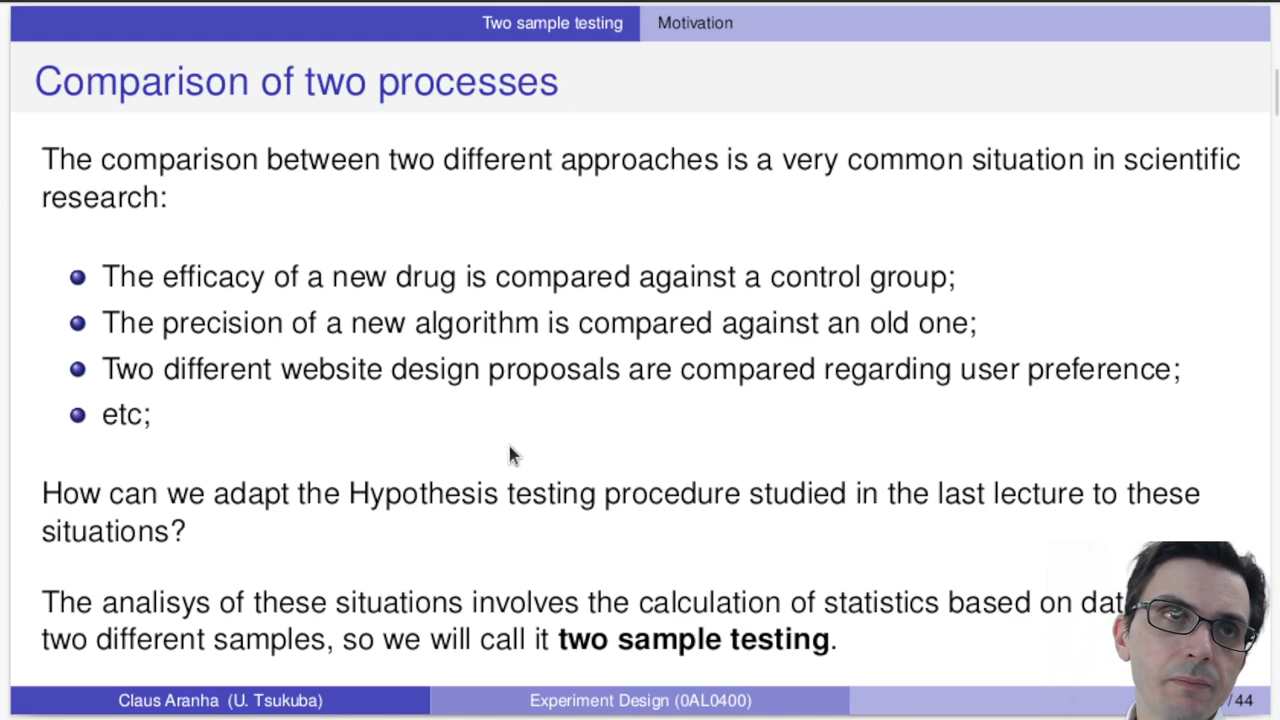 Two sample testing Motivation
Comparison of two processes
The comparison between two different approaches is a very common situation in scientific
research:
The efficacy of a new drug is compared against a control group;
The precision of a new algorithm is compared against an old one;
Two different website design proposals are compared regarding user preference;
etc;
How can we adapt the Hypothesis testing procedure studied in the last lecture to these
situations?
The analisys of these situations involves the calculation of statistics based on
two different samples, so we will call it two sample testing.
Claus Aranha (U. Tsukuba) Experiment Design (0AL0400) /44